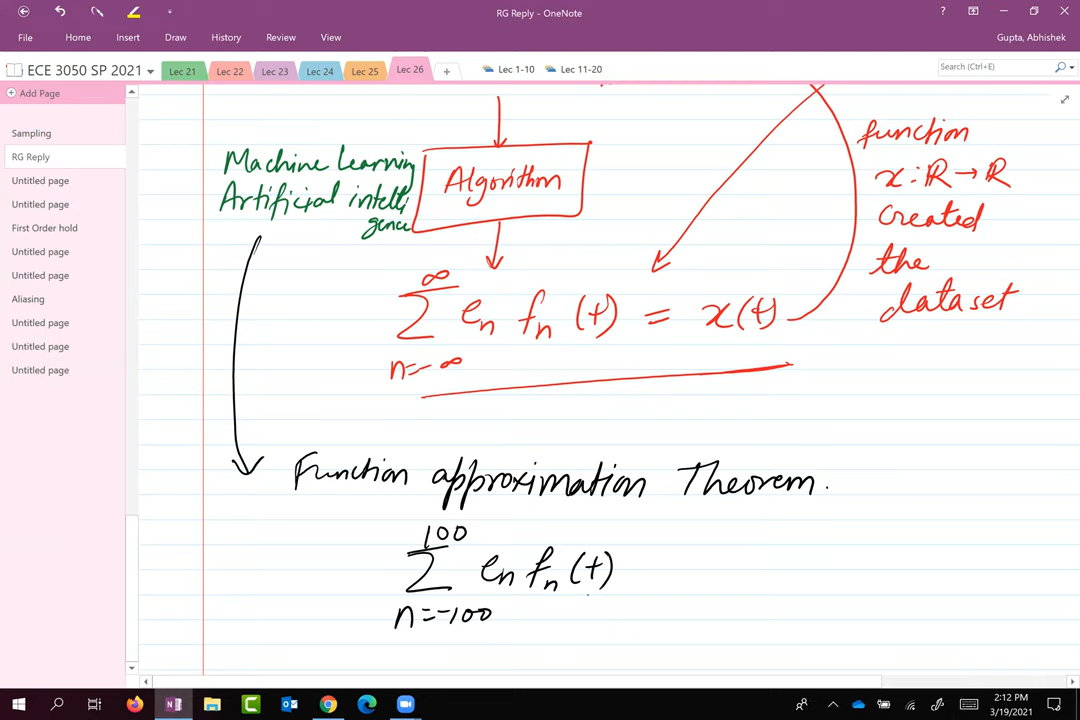 RG Reply - OneNote
?
File Home Insert Draw History Review View
Gupta, Abhishek
ECE 3050 SP 2021
Lec 21 Lec 22 Lec 23 Lec 24 Lec 25 Lec 26 + Lec 1-10 Lec 11-20
Search (Ctrl+E)
Add Page
Sampling
RG Reply
Untitled page
Untitled page
First Order hold
Untitled page
Untitled page
Aliasing
Untitled page
Untitled page
Untitled page
Machine Learning
Artificial intelli
gence
Algorithm
function
x : ℝ → ℝ
created
the
dataset
∞
∑ en fn (t) = x(t)
n=-∞
Function approximation Theorem.
100
∑ en fn (t)
n=-100
2:12 PM
3/19/2021